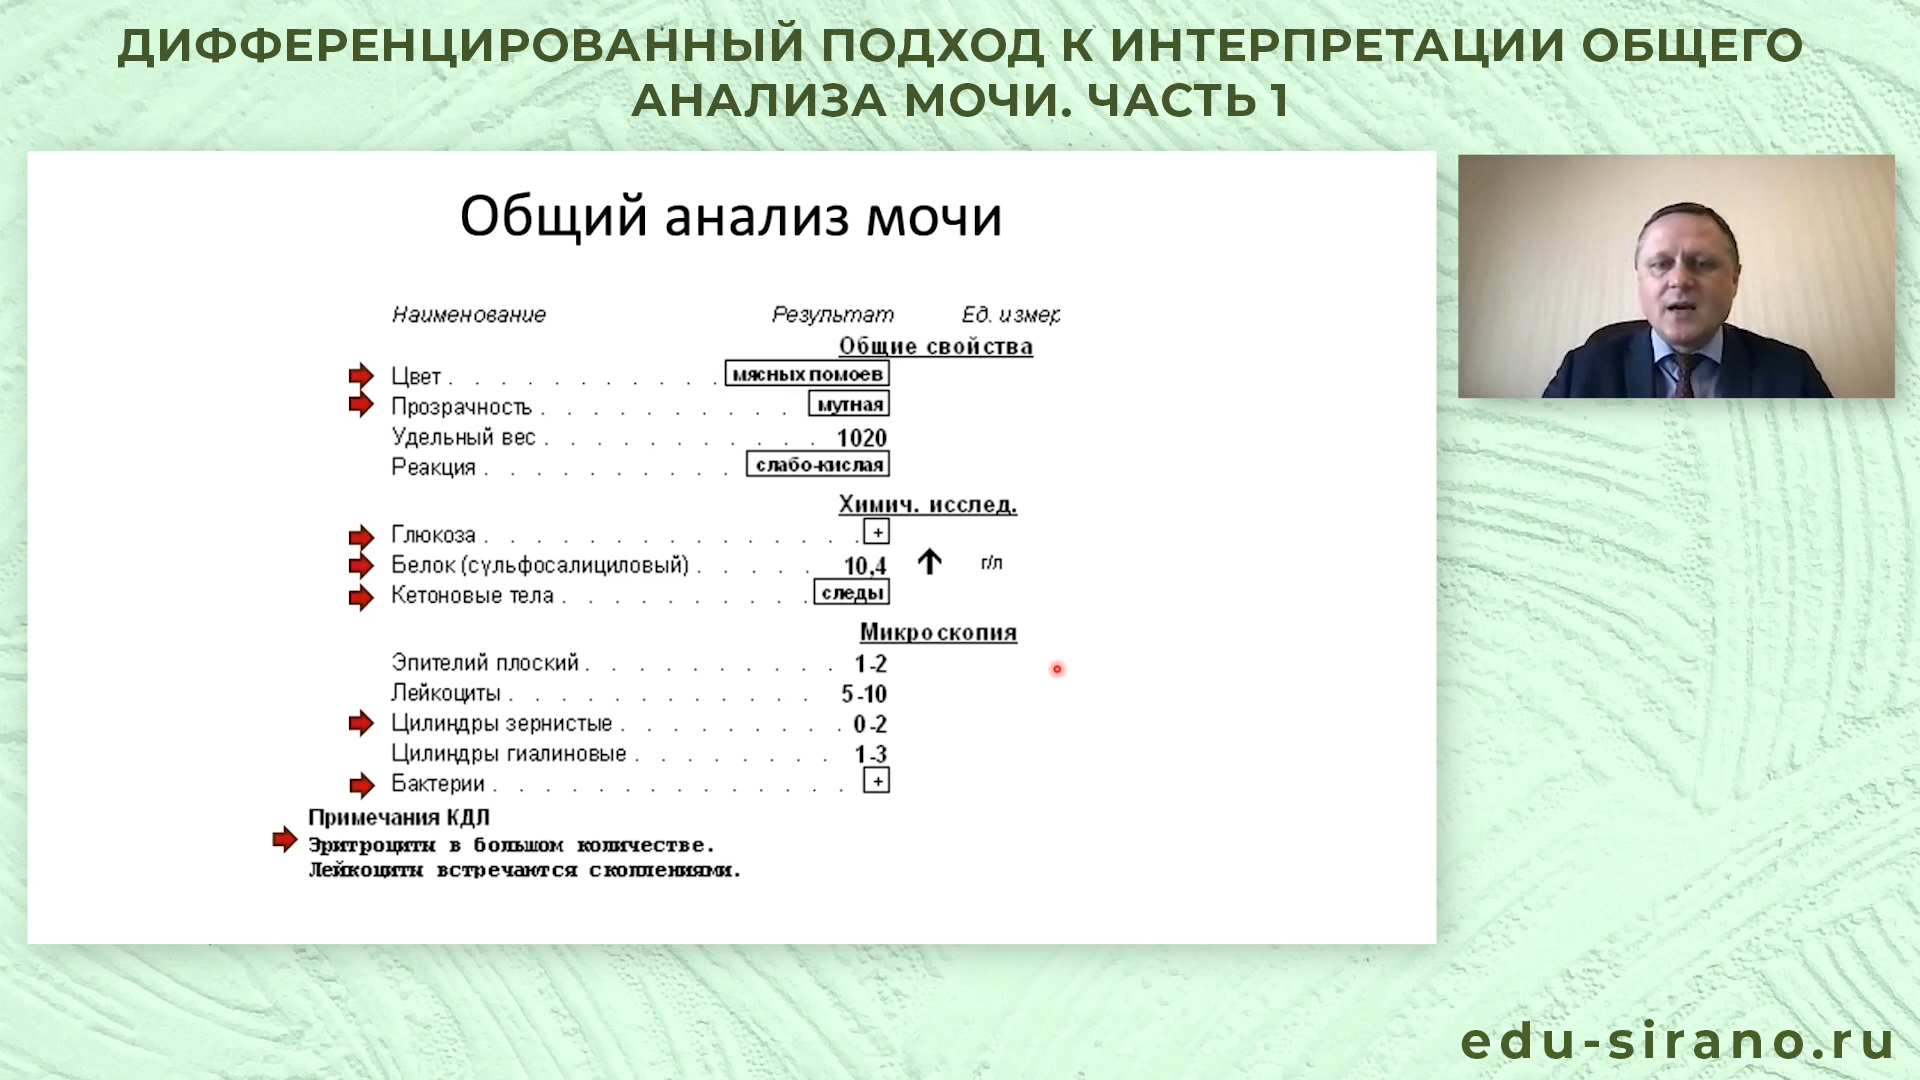 ДИФФЕРЕНЦИРОВАННЫЙ ПОДХОД К ИНТЕРПРЕТАЦИИ ОБЩЕГО
АНАЛИЗА МОЧИ. ЧАСТЬ 1
Общий анализ мочи
Наименование Результат Ед. измер
Общие свойства
Цвет . . . . . . . . . . . мясных помоев
Прозрачность . . . . . . . . . . мутная
Удельный вес . . . . . . . . . . . 1020
Реакция . . . . . . . . . . слабо-кислая
Химич. исслед.
Глюкоза . . . . . . . . . . . . . . . +
Белок (сульфосалициловый) . . . . . 10,4 ↑ г/л
Кетоновые тела . . . . . . . . . . следы
Микроскопия
Эпителий плоский . . . . . . . . . . 1-2
Лейкоциты . . . . . . . . . . . . 5-10
Цилиндры зернистые . . . . . . . . . 0-2
Цилиндры гиалиновые . . . . . . . . 1-3
Бактерии . . . . . . . . . . . . . . +
Примечания КДЛ
Эритроциты в большом количестве.
Лейкоциты встречаются скоплениями.
edu-sirano.ru